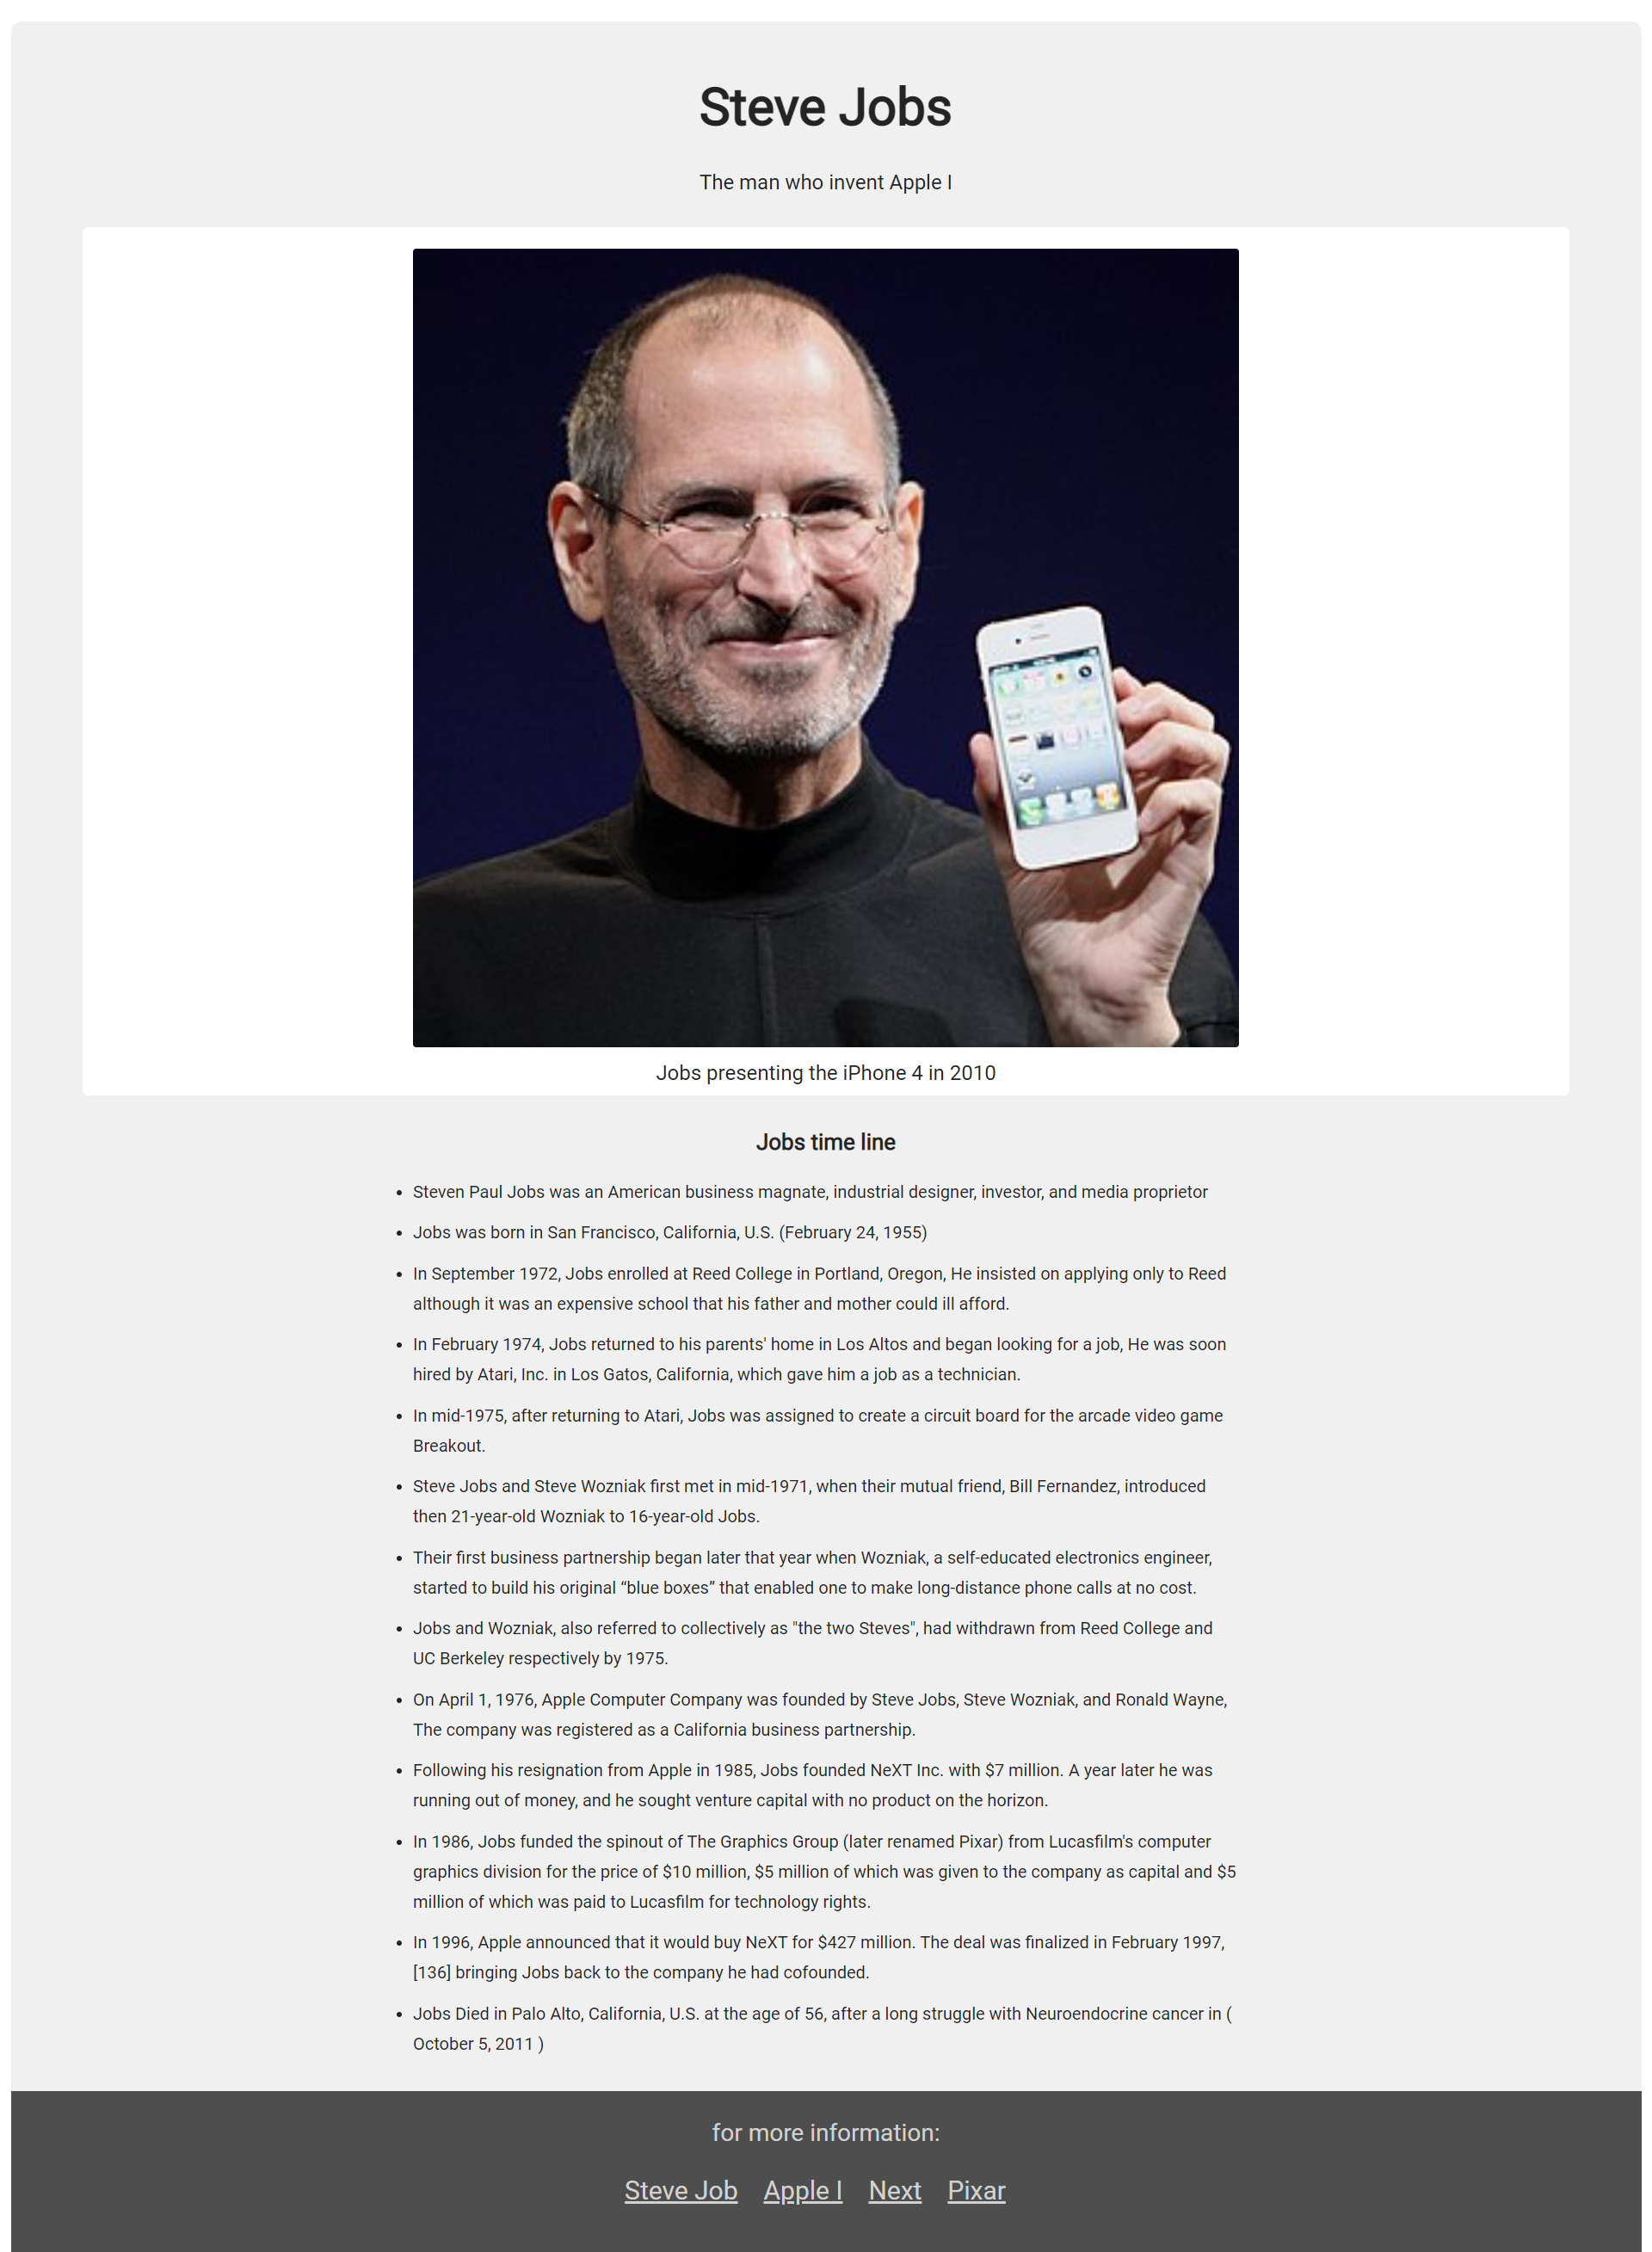 Steve Jobs
The man who invent Apple I
Jobs presenting the iPhone 4 in 2010
Jobs time line
• Steven Paul Jobs was an American business magnate, industrial designer, investor, and media proprietor
• Jobs was born in San Francisco, California, U.S. (February 24, 1955)
• In September 1972, Jobs enrolled at Reed College in Portland, Oregon, He insisted on applying only to Reed
although it was an expensive school that his father and mother could ill afford.
• In February 1974, Jobs returned to his parents' home in Los Altos and began looking for a job, He was soon
hired by Atari, Inc. in Los Gatos, California, which gave him a job as a technician.
• In mid-1975, after returning to Atari, Jobs was assigned to create a circuit board for the arcade video game
Breakout.
• Steve Jobs and Steve Wozniak first met in mid-1971, when their mutual friend, Bill Fernandez, introduced
then 21-year-old Wozniak to 16-year-old Jobs.
• Their first business partnership began later that year when Wozniak, a self-educated electronics engineer,
started to build his original “blue boxes” that enabled one to make long-distance phone calls at no cost.
• Jobs and Wozniak, also referred to collectively as "the two Steves", had withdrawn from Reed College and
UC Berkeley respectively by 1975.
• On April 1, 1976, Apple Computer Company was founded by Steve Jobs, Steve Wozniak, and Ronald Wayne,
The company was registered as a California business partnership.
• Following his resignation from Apple in 1985, Jobs founded NeXT Inc. with $7 million. A year later he was
running out of money, and he sought venture capital with no product on the horizon.
• In 1986, Jobs funded the spinout of The Graphics Group (later renamed Pixar) from Lucasfilm's computer
graphics division for the price of $10 million, $5 million of which was given to the company as capital and $5
million of which was paid to Lucasfilm for technology rights.
• In 1996, Apple announced that it would buy NeXT for $427 million. The deal was finalized in February 1997,
[136] bringing Jobs back to the company he had cofounded.
• Jobs Died in Palo Alto, California, U.S. at the age of 56, after a long struggle with Neuroendocrine cancer in (
October 5, 2011 )
for more information:
Steve Job Apple I Next Pixar